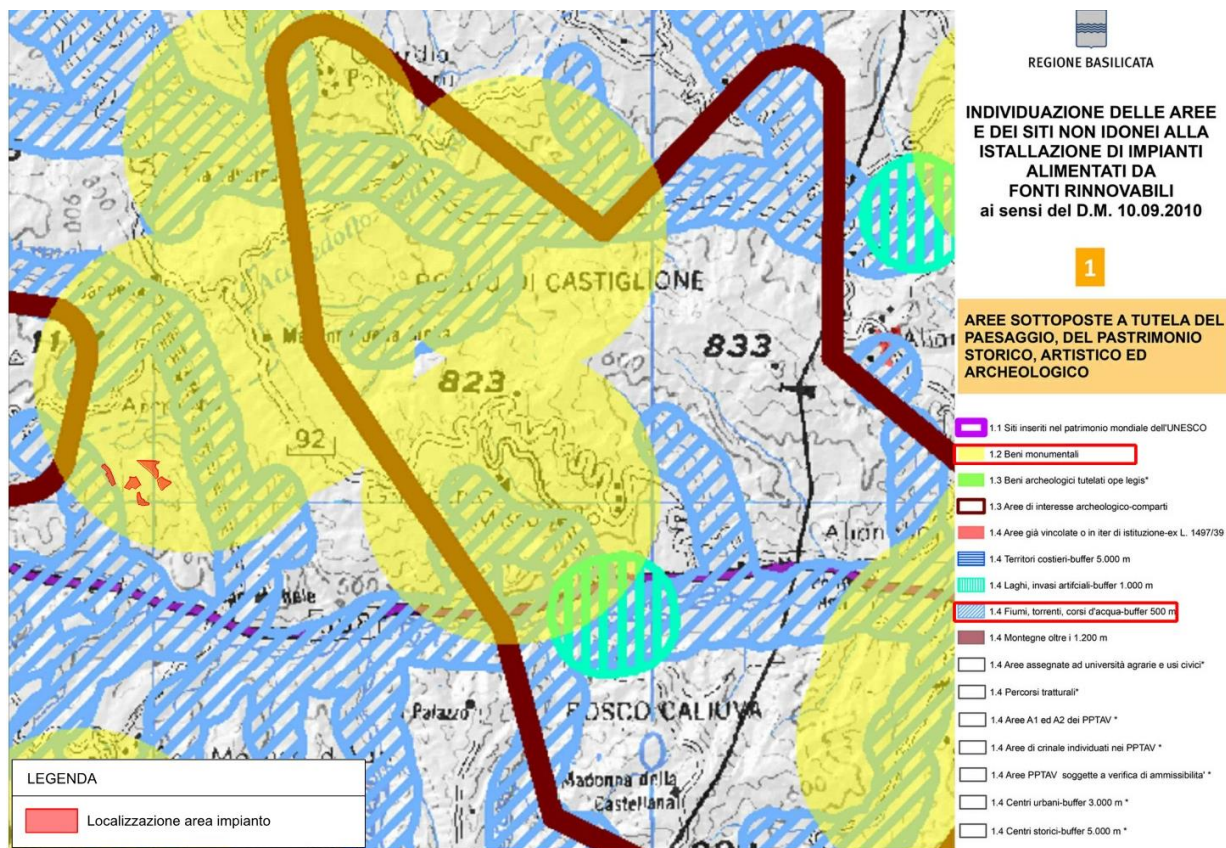 REGIONE BASILICATA
INDIVIDUAZIONE DELLE AREE
E DEI SITI NON IDONEI ALLA
ISTALLAZIONE DI IMPIANTI
ALIMENTATI DA
FONTI RINNOVABILI
ai sensi del D.M. 10.09.2010
1
AREE SOTTOPOSTE A TUTELA DEL
PAESAGGIO, DEL PASTRIMONIO
STORICO, ARTISTICO ED
ARCHEOLOGICO
1.1 Siti inseriti nel patrimonio mondiale dell'UNESCO
1.2 Beni monumentali
1.3 Beni archeologici tutelati ope legis*
1.3 Aree di interesse archeologico-comparti
1.4 Aree già vincolate o in iter di istituzione-ex L. 1497/39
1.4 Territori costieri-buffer 5.000 m
1.4 Laghi, invasi artifciali-buffer 1.000 m
1.4 Fiumi, torrenti, corsi d'acqua-buffer 500 m
1.4 Montegne oltre i 1.200 m
1.4 Aree assegnate ad università agrarie e usi civici*
1.4 Percorsi tratturali*
1.4 Aree A1 ed A2 dei PPTAV *
1.4 Aree di crinale individuati nei PPTAV *
1.4 Aree PPTAV soggette a verifica di ammissibilita' *
1.4 Centri urbani-buffer 3.000 m *
1.4 Centri storici-buffer 5.000 m *
800
900
DI CASTIGLIONE
833
600
823
92
500
Palazzo
BOSCO CALIUVA
Madonna della
Castellana
LEGENDA
Localizzazione area impianto